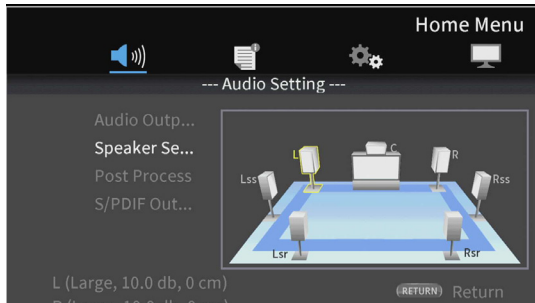 Home Menu
--- Audio Setting ---
Audio Outp...
Speaker Se...
Post Process
S/PDIF Out...
L
C
R
Lss
Rss
Lsr
Rsr
L (Large, 10.0 db, 0 cm)
RETURN Return